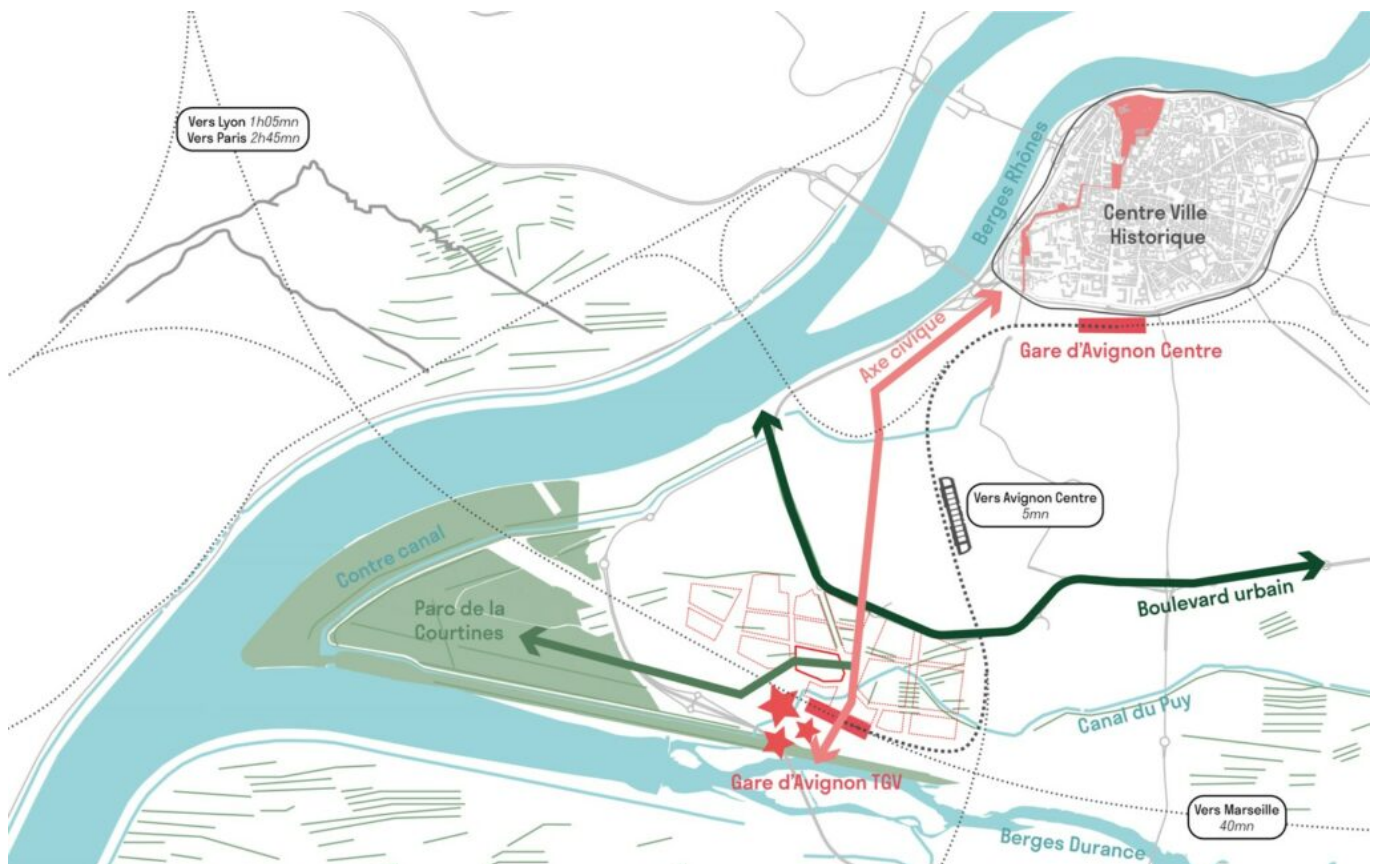 Vers Lyon 1h05mn
Vers Paris 2h45mn
Berges Rhônes
Centre Ville
Historique
Axe civique
Gare d'Avignon Centre
Vers Avignon Centre
5mn
Contre canal
Parc de la
Courtines
Boulevard urbain
Canal du Puy
Gare d'Avignon TGV
Vers Marseille
40mn
Berges Durance